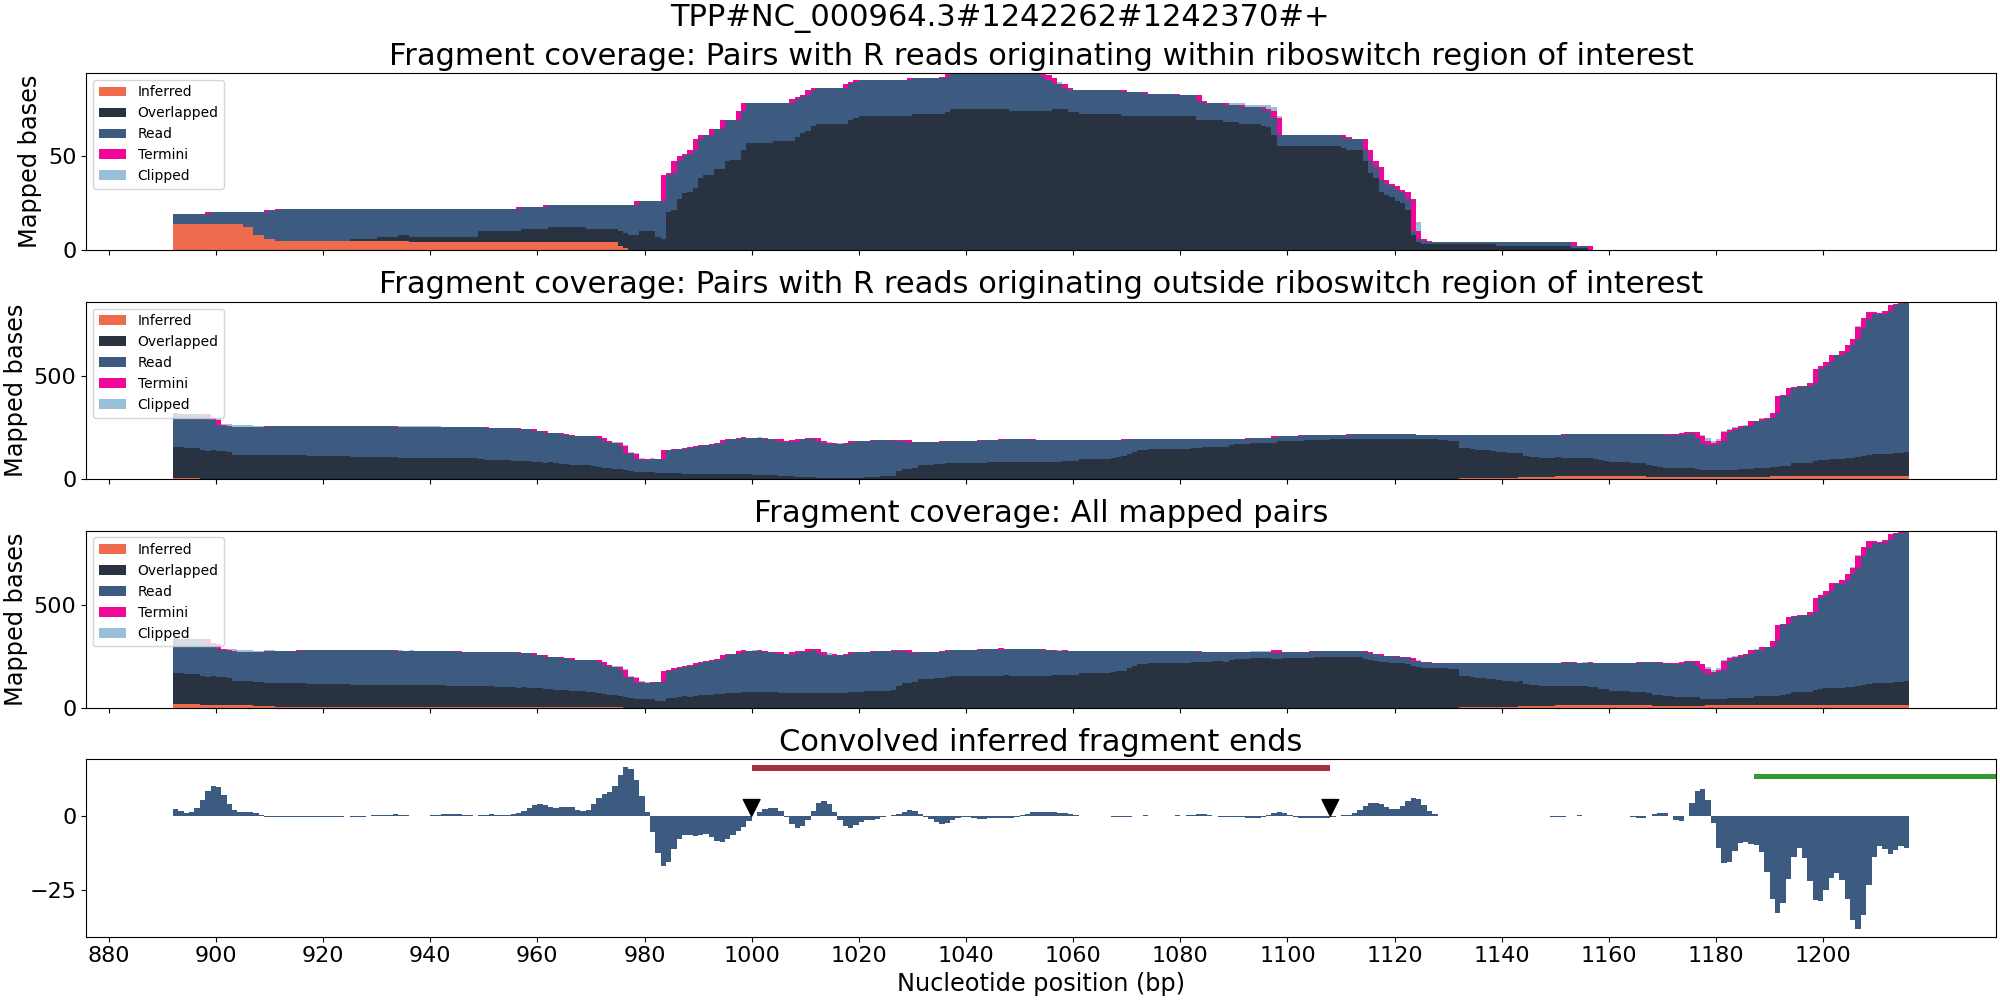 TPP#NC_000964.3#1242262#1242370#+
Fragment coverage: Pairs with R reads originating within riboswitch region of interest
Mapped bases
50
0
Inferred
Overlapped
Read
Termini
Clipped
Fragment coverage: Pairs with R reads originating outside riboswitch region of interest
Mapped bases
500
0
Inferred
Overlapped
Read
Termini
Clipped
Fragment coverage: All mapped pairs
Mapped bases
500
0
Inferred
Overlapped
Read
Termini
Clipped
Convolved inferred fragment ends
0
−25
880 900 920 940 960 980 1000 1020 1040 1060 1080 1100 1120 1140 1160 1180 1200
Nucleotide position (bp)